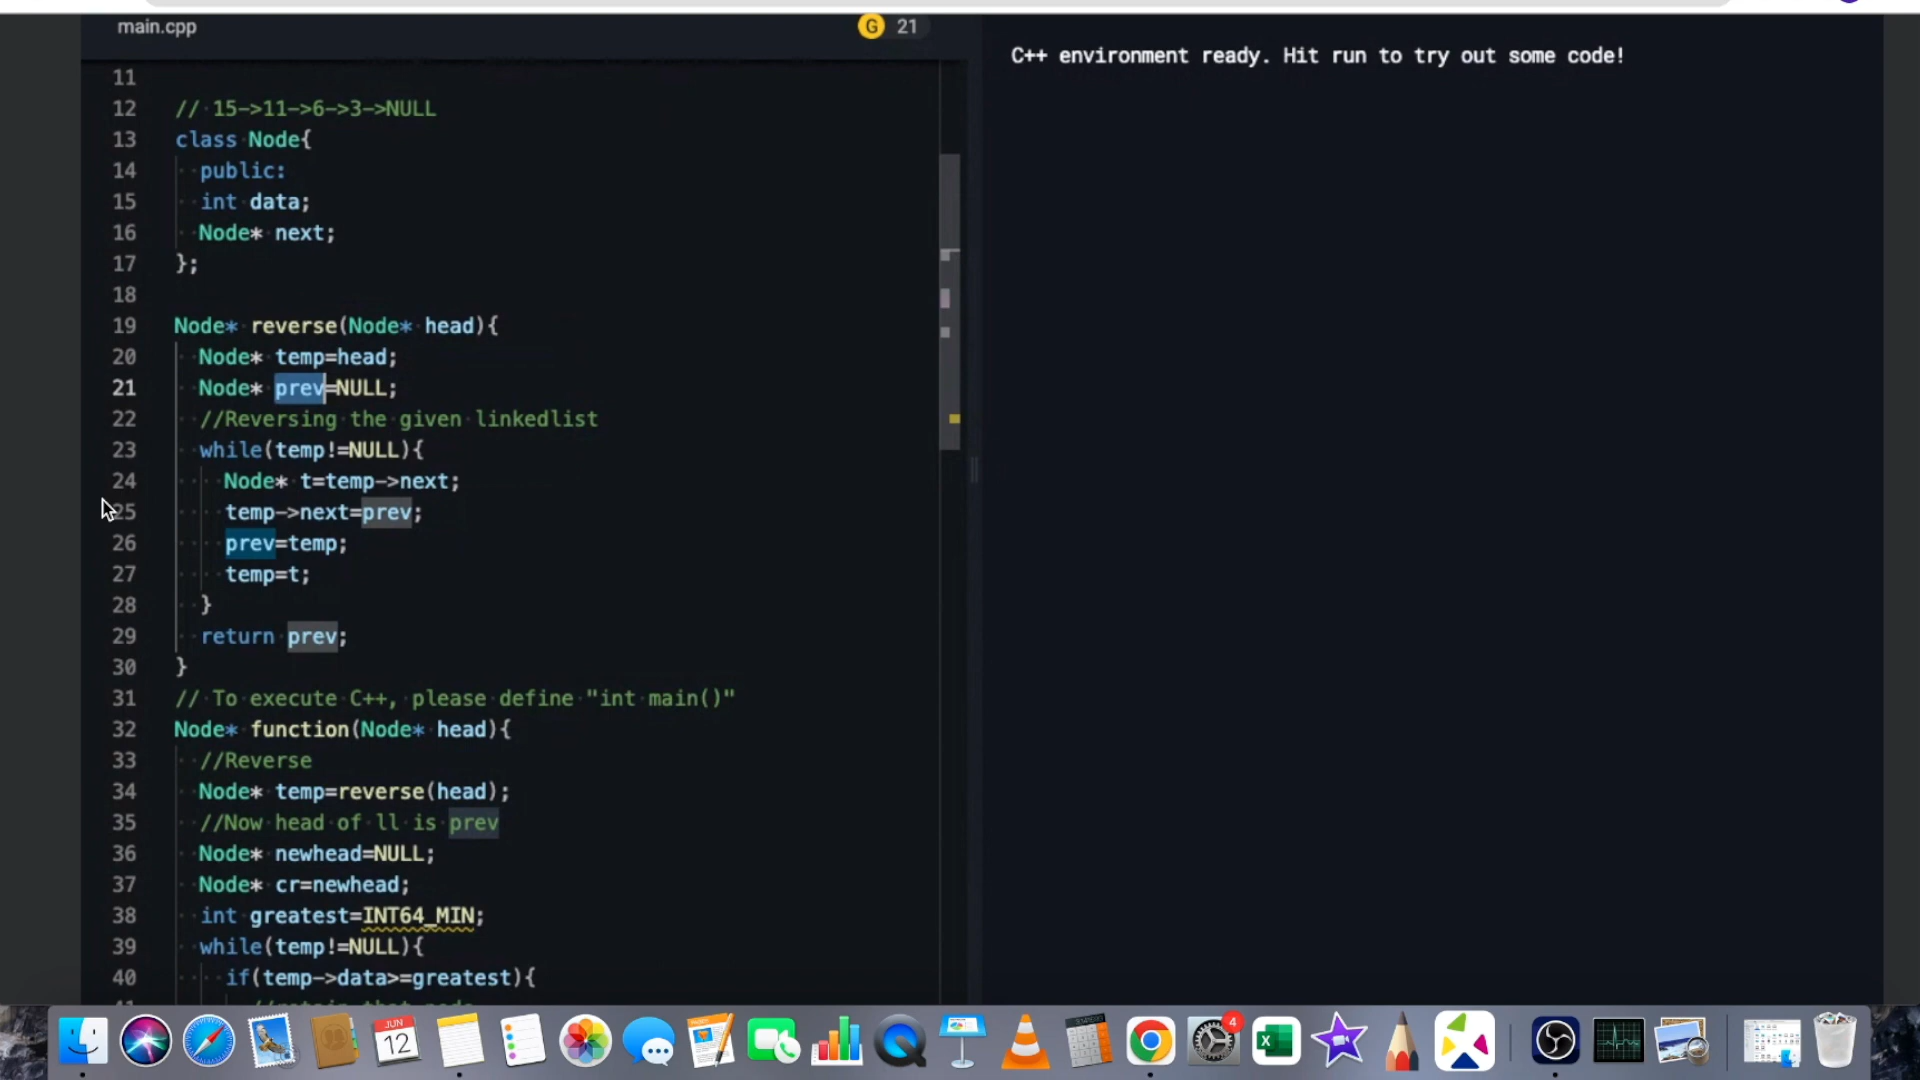 main.cpp
G 21
C++ environment ready. Hit run to try out some code!
11
12 // 15->11->6->3->NULL
13 class Node{
14 public:
15 int data;
16 Node* next;
17 };
18
19 Node* reverse(Node* head){
20 Node* temp=head;
21 Node* prev=NULL;
22 //Reversing the given linkedlist
23 while(temp!=NULL){
24 Node* t=temp->next;
25 temp->next=prev;
26 prev=temp;
27 temp=t;
28 }
29 return prev;
30 }
31 // To execute C++, please define "int main()"
32 Node* function(Node* head){
33 //Reverse
34 Node* temp=reverse(head);
35 //Now head of ll is prev
36 Node* newhead=NULL;
37 Node* cr=newhead;
38 int greatest=INT64_MIN;
39 while(temp!=NULL){
40 if(temp->data>=greatest){
JUN
12
4